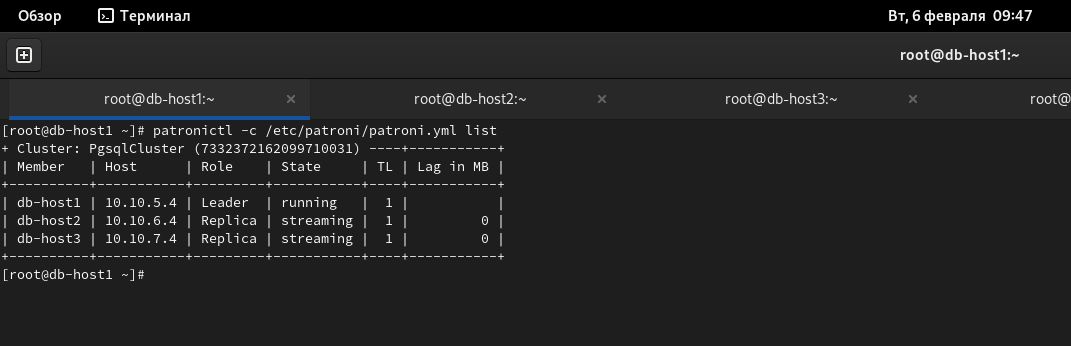 Обзор Терминал Вт, 6 февраля 09:47
root@db-host1:~
root@db-host1:~ × root@db-host2:~ × root@db-host3:~ × root@
[root@db-host1 ~]# patronictl -c /etc/patroni/patroni.yml list
+ Cluster: PgsqlCluster (7332372162099710031) ----+-----------+
| Member   | Host      | Role    | State     | TL | Lag in MB |
+----------+-----------+---------+-----------+----+-----------+
| db-host1 | 10.10.5.4 | Leader  | running   |  1 |           |
| db-host2 | 10.10.6.4 | Replica | streaming |  1 |         0 |
| db-host3 | 10.10.7.4 | Replica | streaming |  1 |         0 |
+----------+-----------+---------+-----------+----+-----------+
[root@db-host1 ~]#